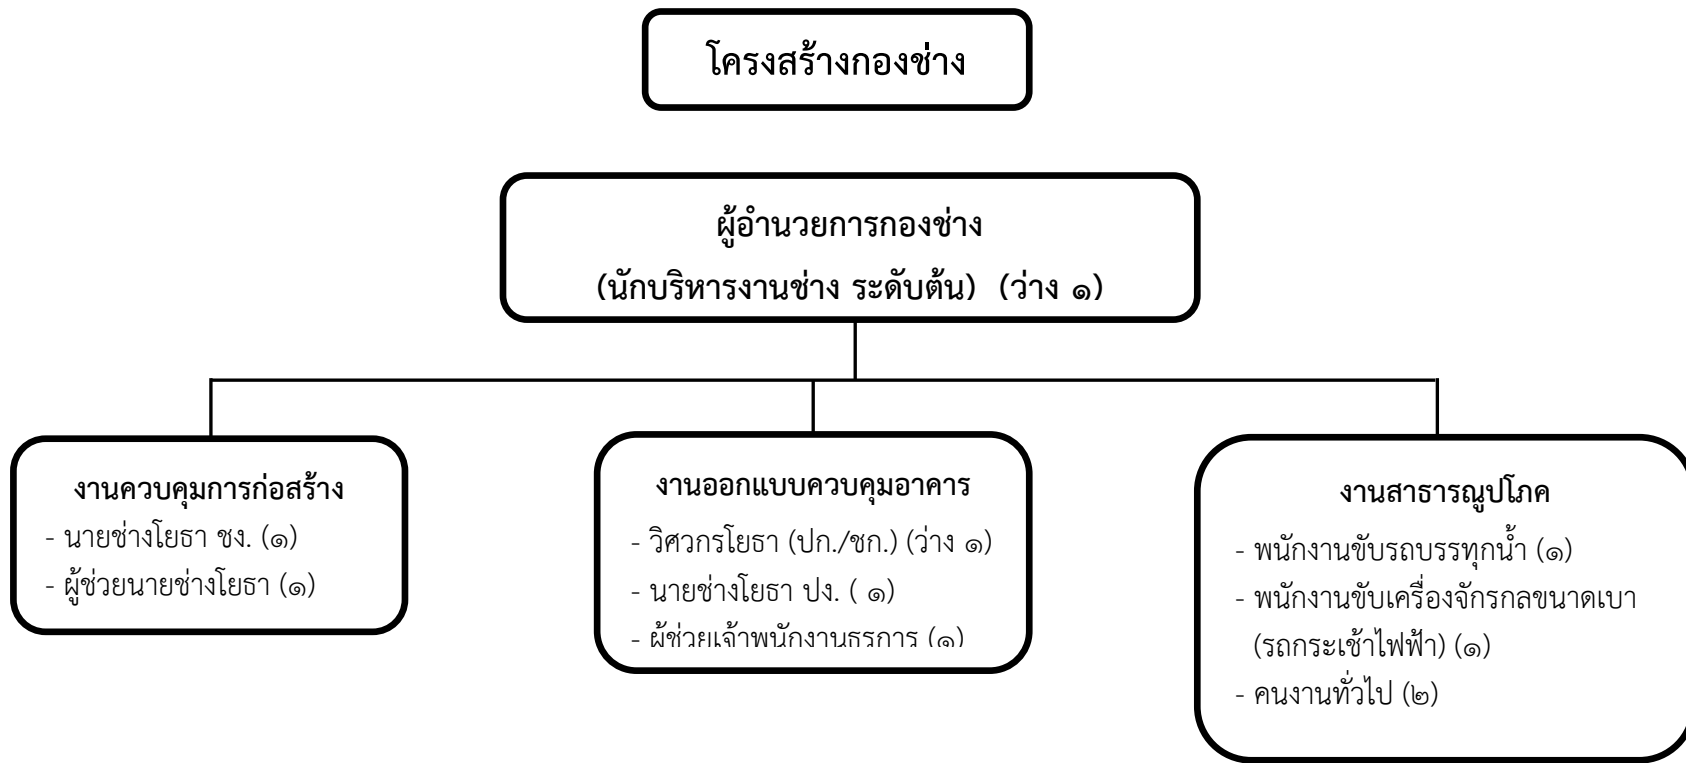 โครงสร้างกองช่าง
ผู้อำนวยการกองช่าง
(นักบริหารงานช่าง ระดับต้น) (ว่าง ๑)
งานควบคุมการก่อสร้าง
- นายช่างโยธา ชง. (๑)
- ผู้ช่วยนายช่างโยธา (๑)
งานออกแบบควบคุมอาคาร
- วิศวกรโยธา (ปก./ชก.) (ว่าง ๑)
- นายช่างโยธา ปง. ( ๑)
- ผู้ช่วยเจ้าพนักงานธุรการ (๑)
งานสาธารณูปโภค
- พนักงานขับรถบรรทุกน้ำ (๑)
- พนักงานขับเครื่องจักรกลขนาดเบา
(รถกระเช้าไฟฟ้า) (๑)
- คนงานทั่วไป (๒)